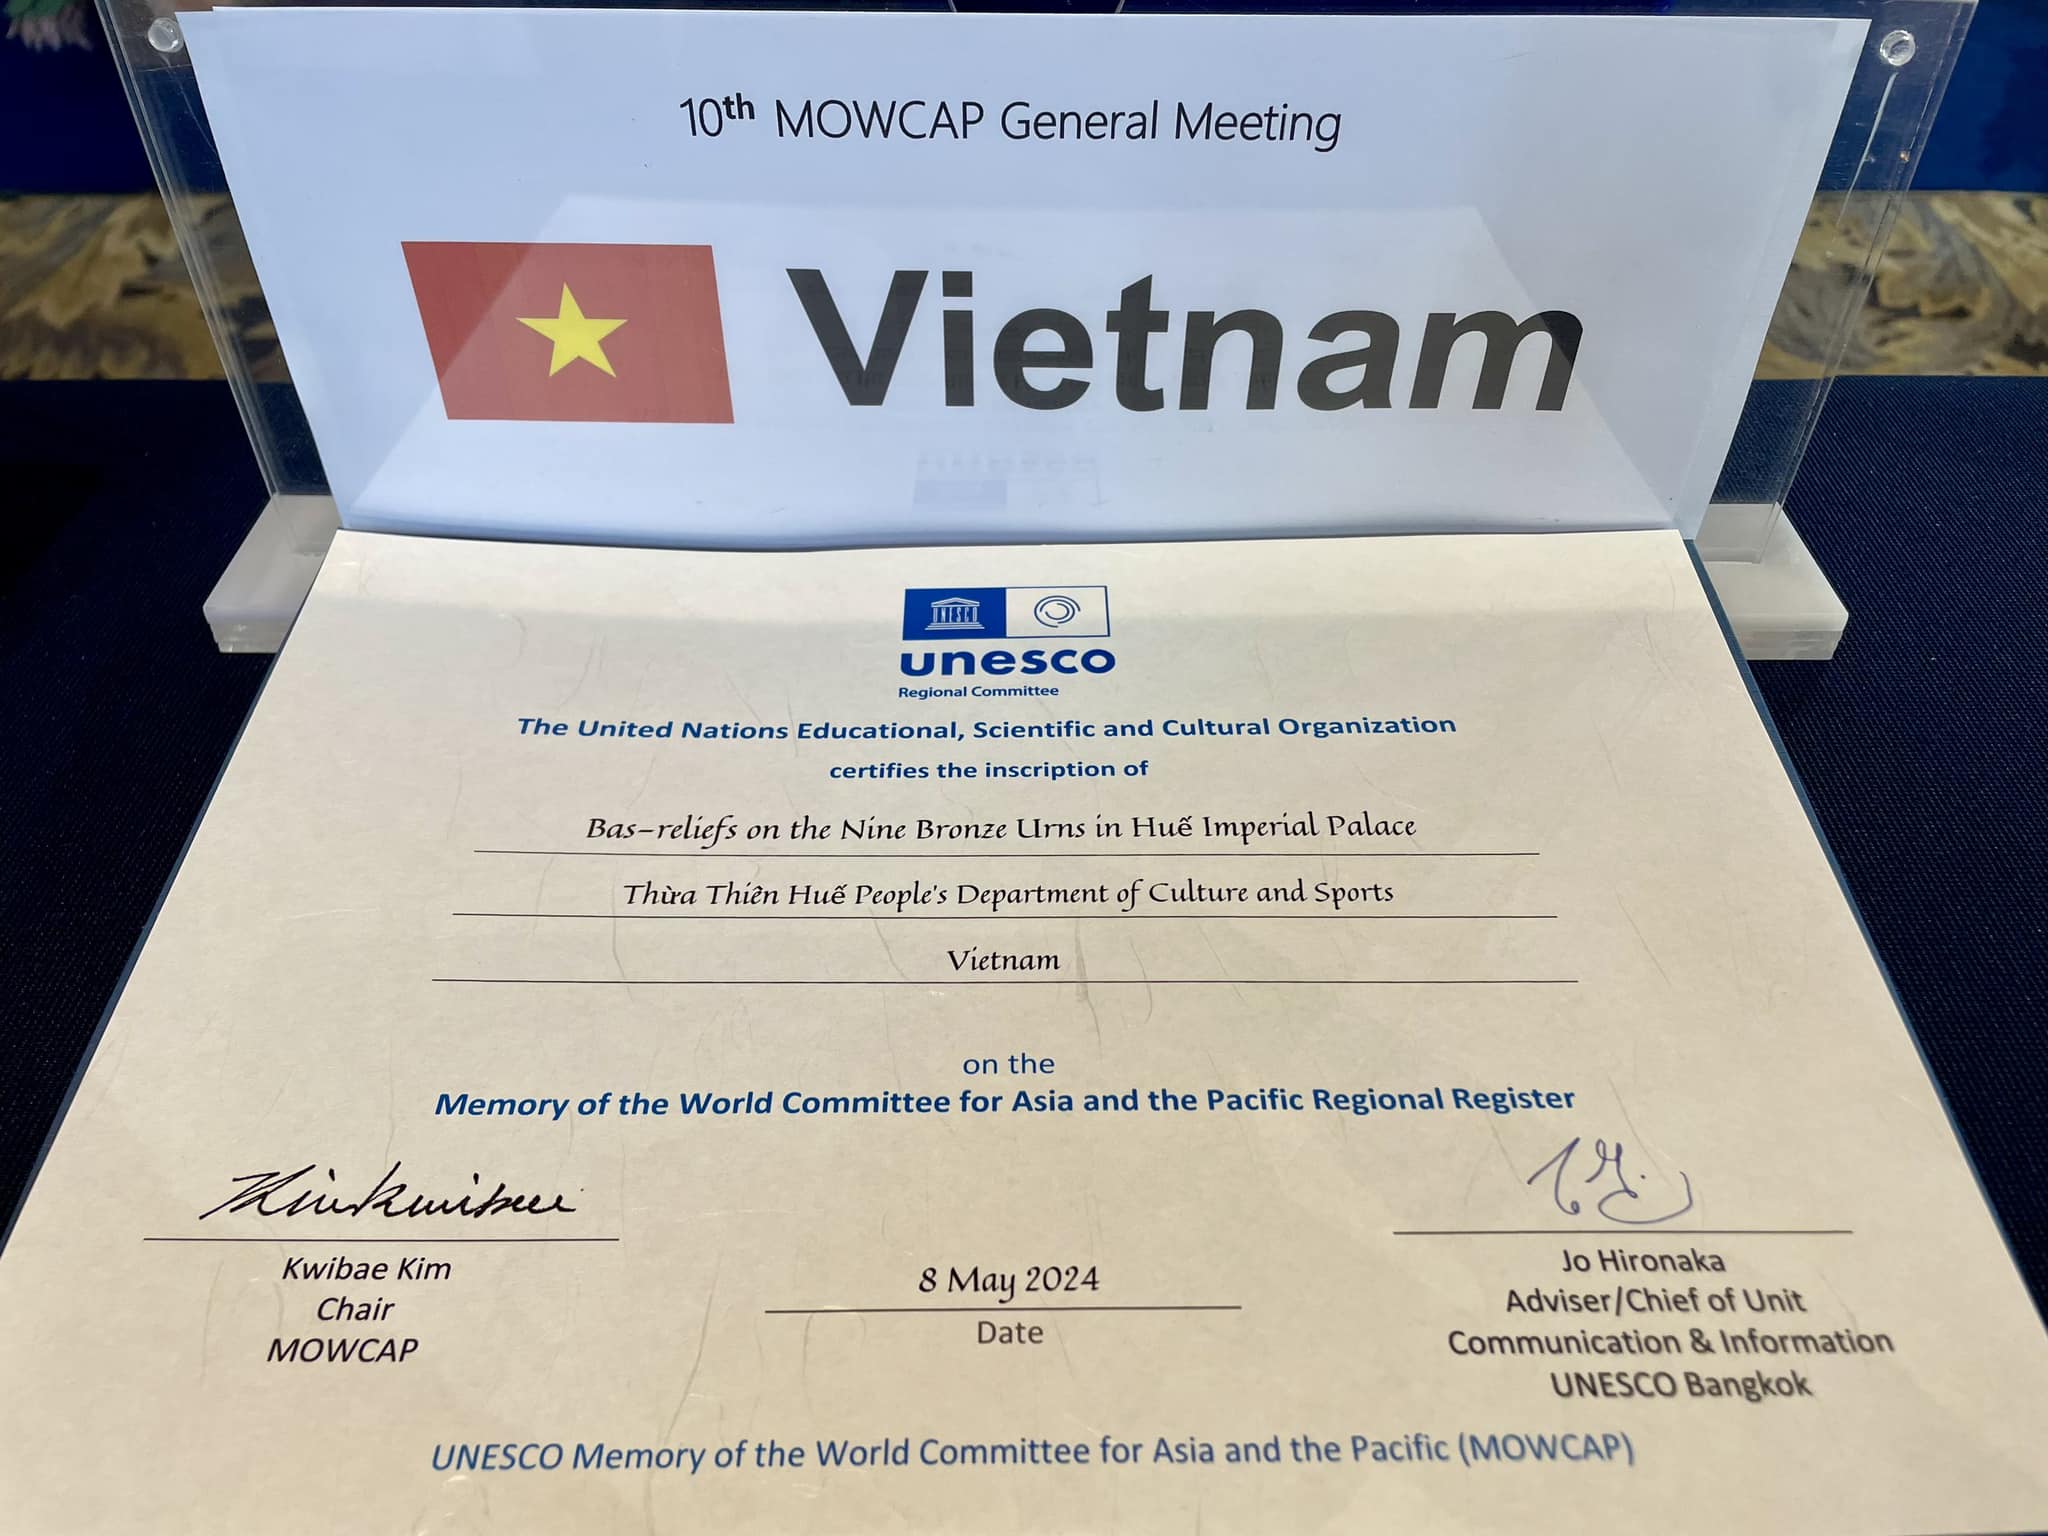 10th MOWCAP General Meeting
Vietnam
UNESCO
unesco
Regional Committee
The United Nations Educational, Scientific and Cultural Organization
certifies the inscription of
Bas-reliefs on the Nine Bronze Urns in Huế Imperial Palace
Thừa Thiên Huế People's Department of Culture and Sports
Vietnam
on the
Memory of the World Committee for Asia and the Pacific Regional Register
Kwibae Kim
Chair
MOWCAP
8 May 2024
Date
Jo Hironaka
Adviser/Chief of Unit
Communication & Information
UNESCO Bangkok
UNESCO Memory of the World Committee for Asia and the Pacific (MOWCAP)